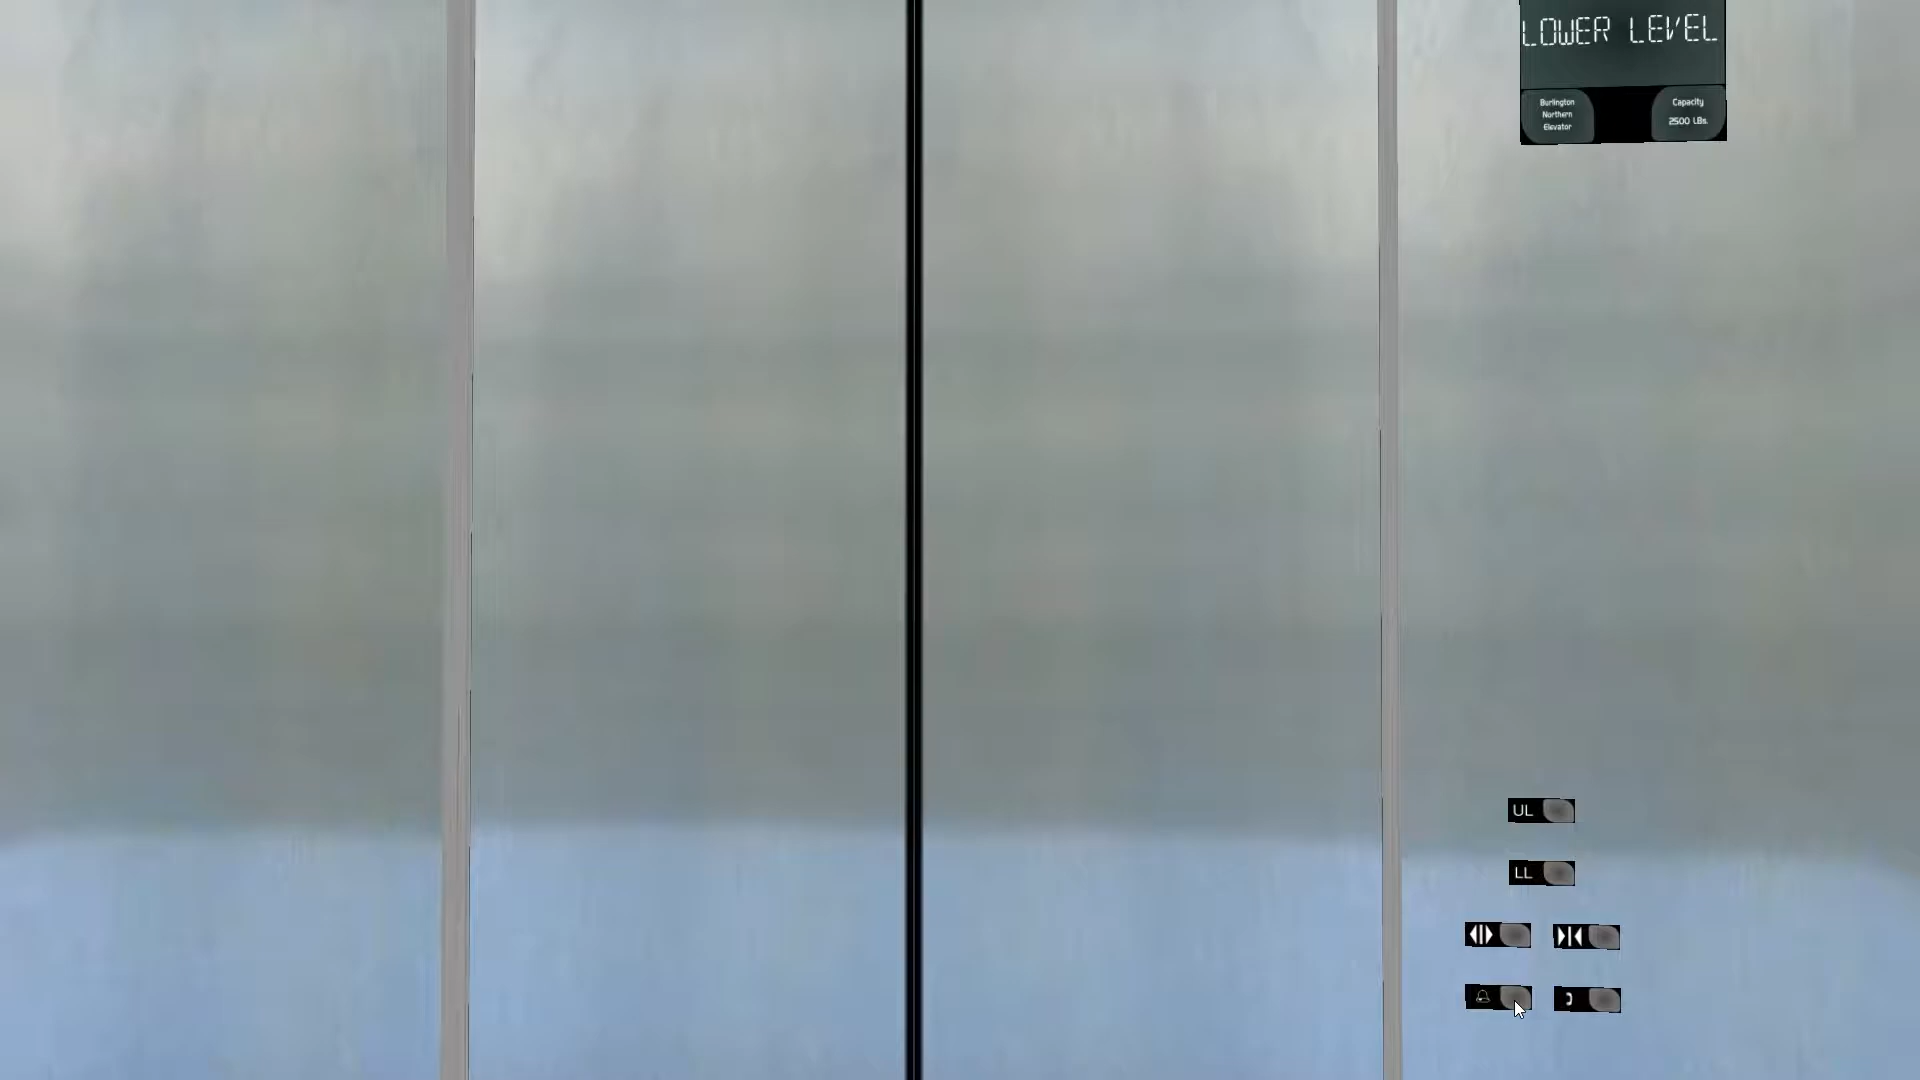 LOWER LEVEL
Burlington
Northern
Elevator
Capacity
2500 LBs.
UL
LL